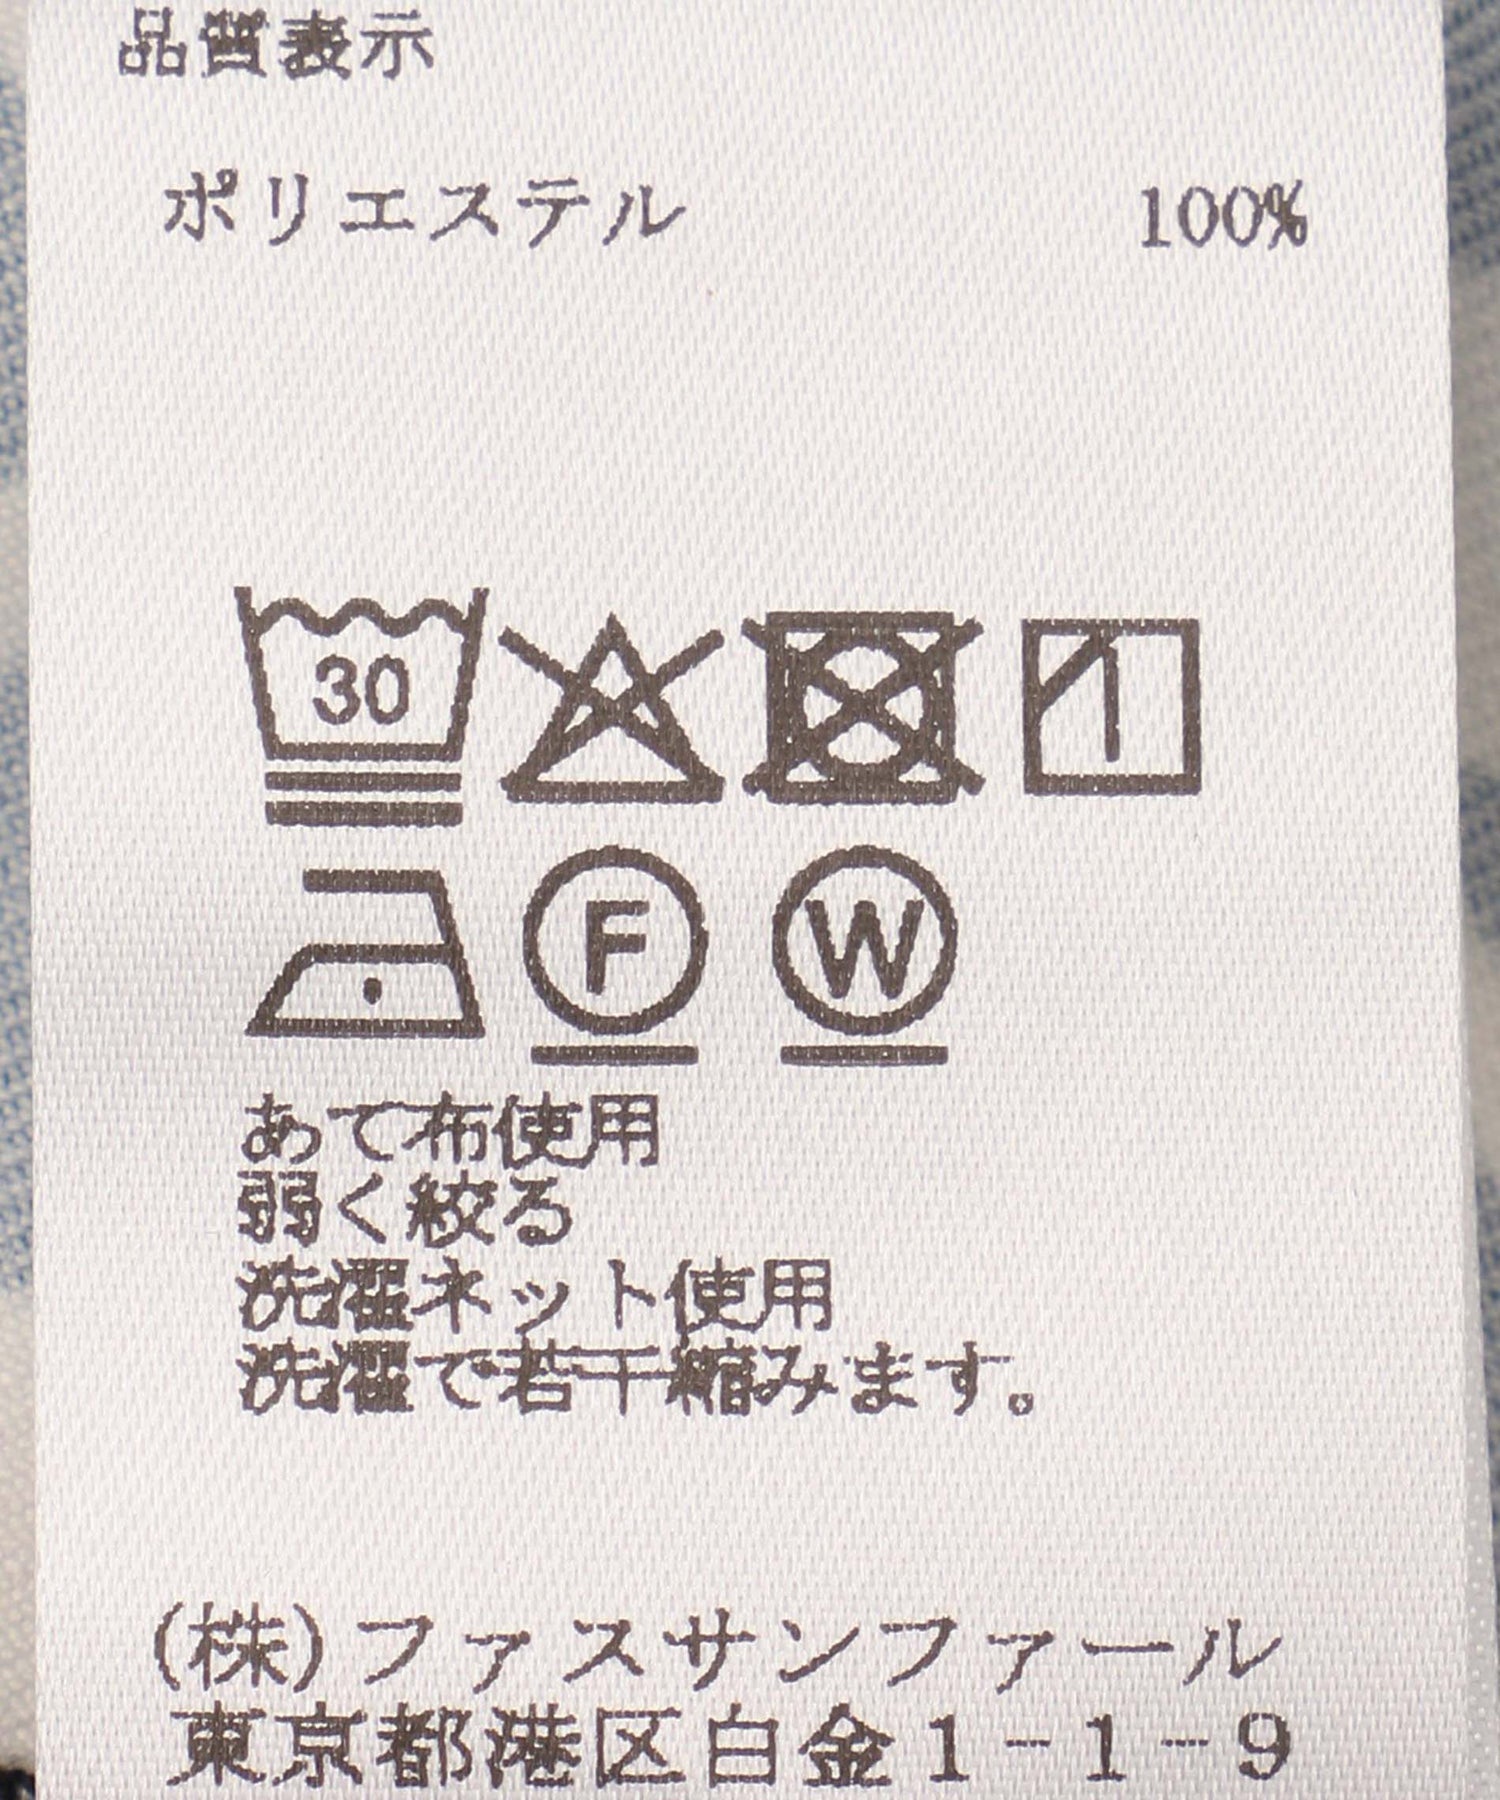 品質表示
ポリエステル 100%
30
F W
あて布使用
弱く絞る
洗濯ネット使用
洗濯で若干縮みます。
(株)ファスサンファール
東京都港区白金1-1-9